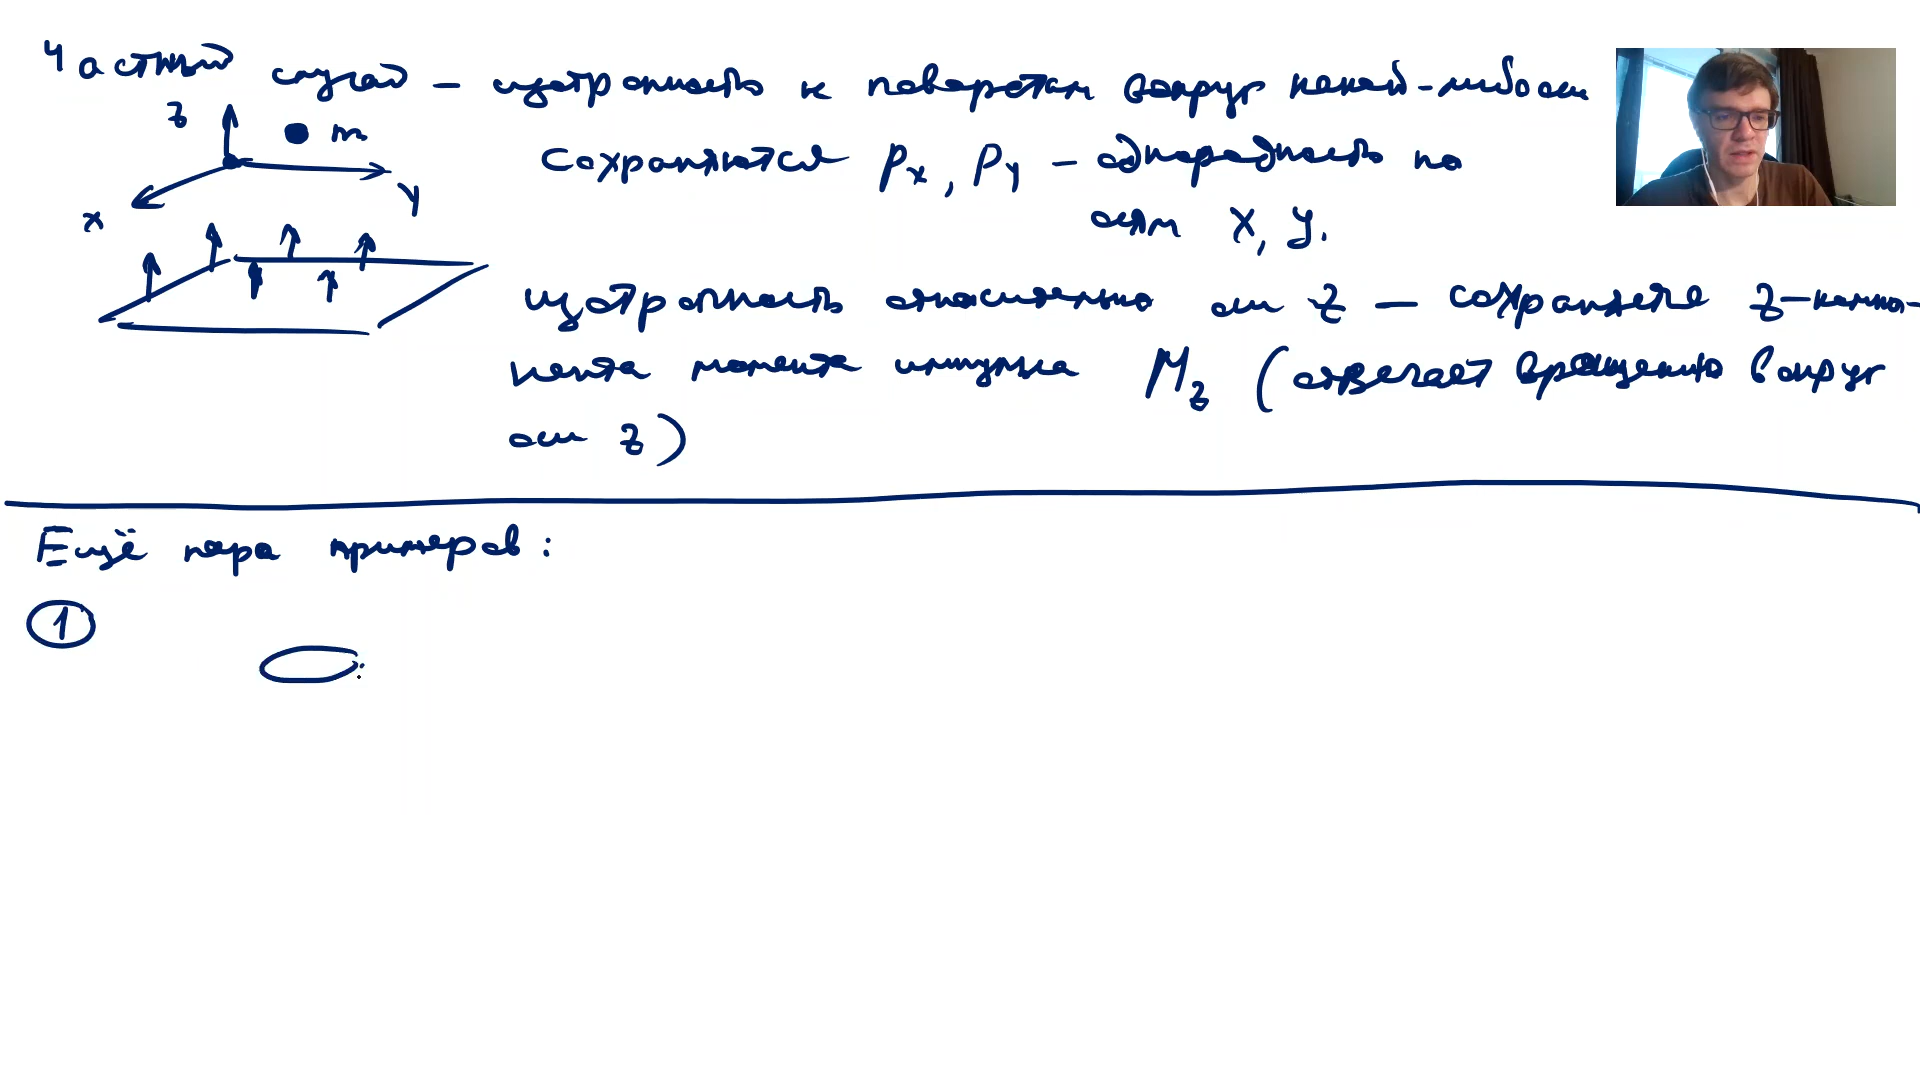 Частный случай – изотропность к поворотам вокруг какой-либо оси
z
m
Сохраняются Px, Py – однородность по
x
y
осям X, Y.
изотропность относительно оси z – сохранение z-компо-
нента момента импульса Mz (отвечает вращению вокруг
оси z)
Ещё пара примеров:
1